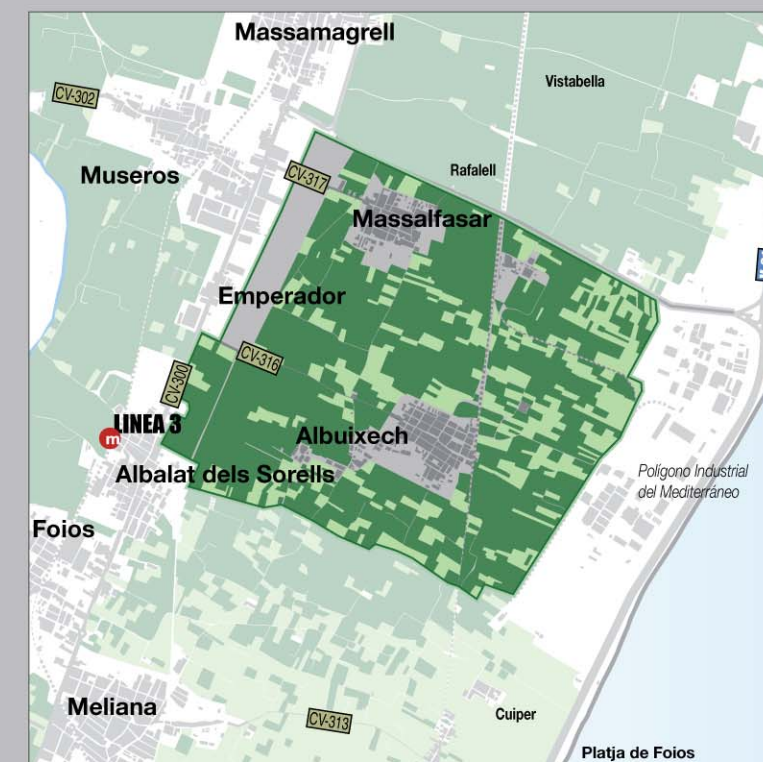 Massamagrell
CV-302
Vistabella
Museros
CV-317
Rafalell
Massalfasar
Emperador
CV-316
CV-300
m LINEA 3
Albuixech
Albalat dels Sorells
Polígono Industrial
del Mediterráneo
Foios
Meliana
CV-313
Cuiper
Platja de Foios